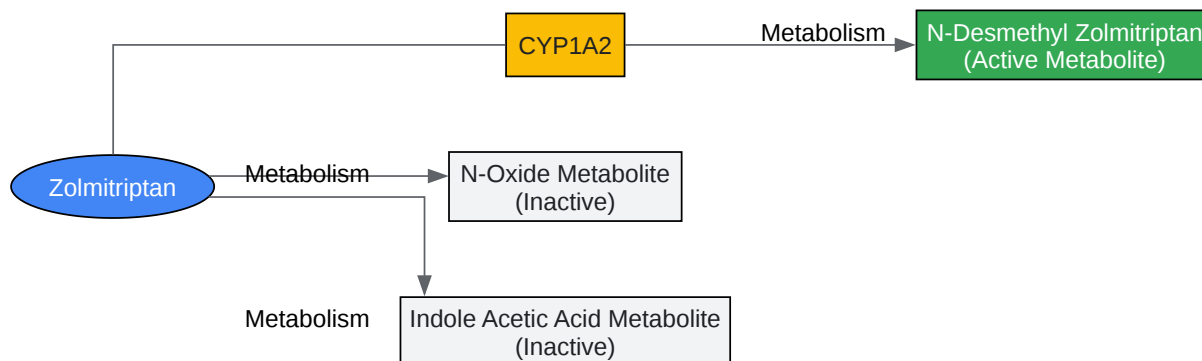 CYP1A2
Metabolism
N-Desmethyl Zolmitriptan
(Active Metabolite)
Zolmitriptan
Metabolism
N-Oxide Metabolite
(Inactive)
Metabolism
Indole Acetic Acid Metabolite
(Inactive)